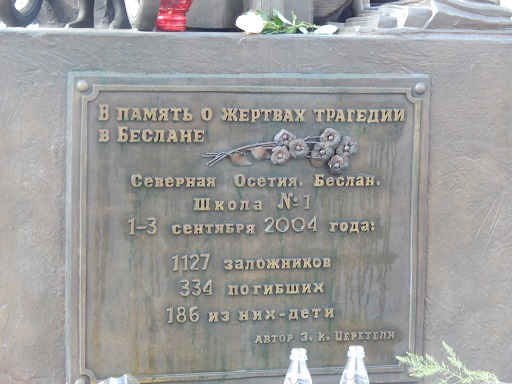 В ПАМЯТЬ О ЖЕРТВАХ ТРАГЕДИИ
В БЕСЛАНЕ
СЕВЕРНАЯ ОСЕТИЯ. БЕСЛАН.
ШКОЛА №1
1-3 СЕНТЯБРЯ 2004 ГОДА:
1127 ЗАЛОЖНИКОВ
334 ПОГИБШИХ
186 ИЗ НИХ-ДЕТИ
АВТОР З. К. ЦЕРЕТЕЛИ